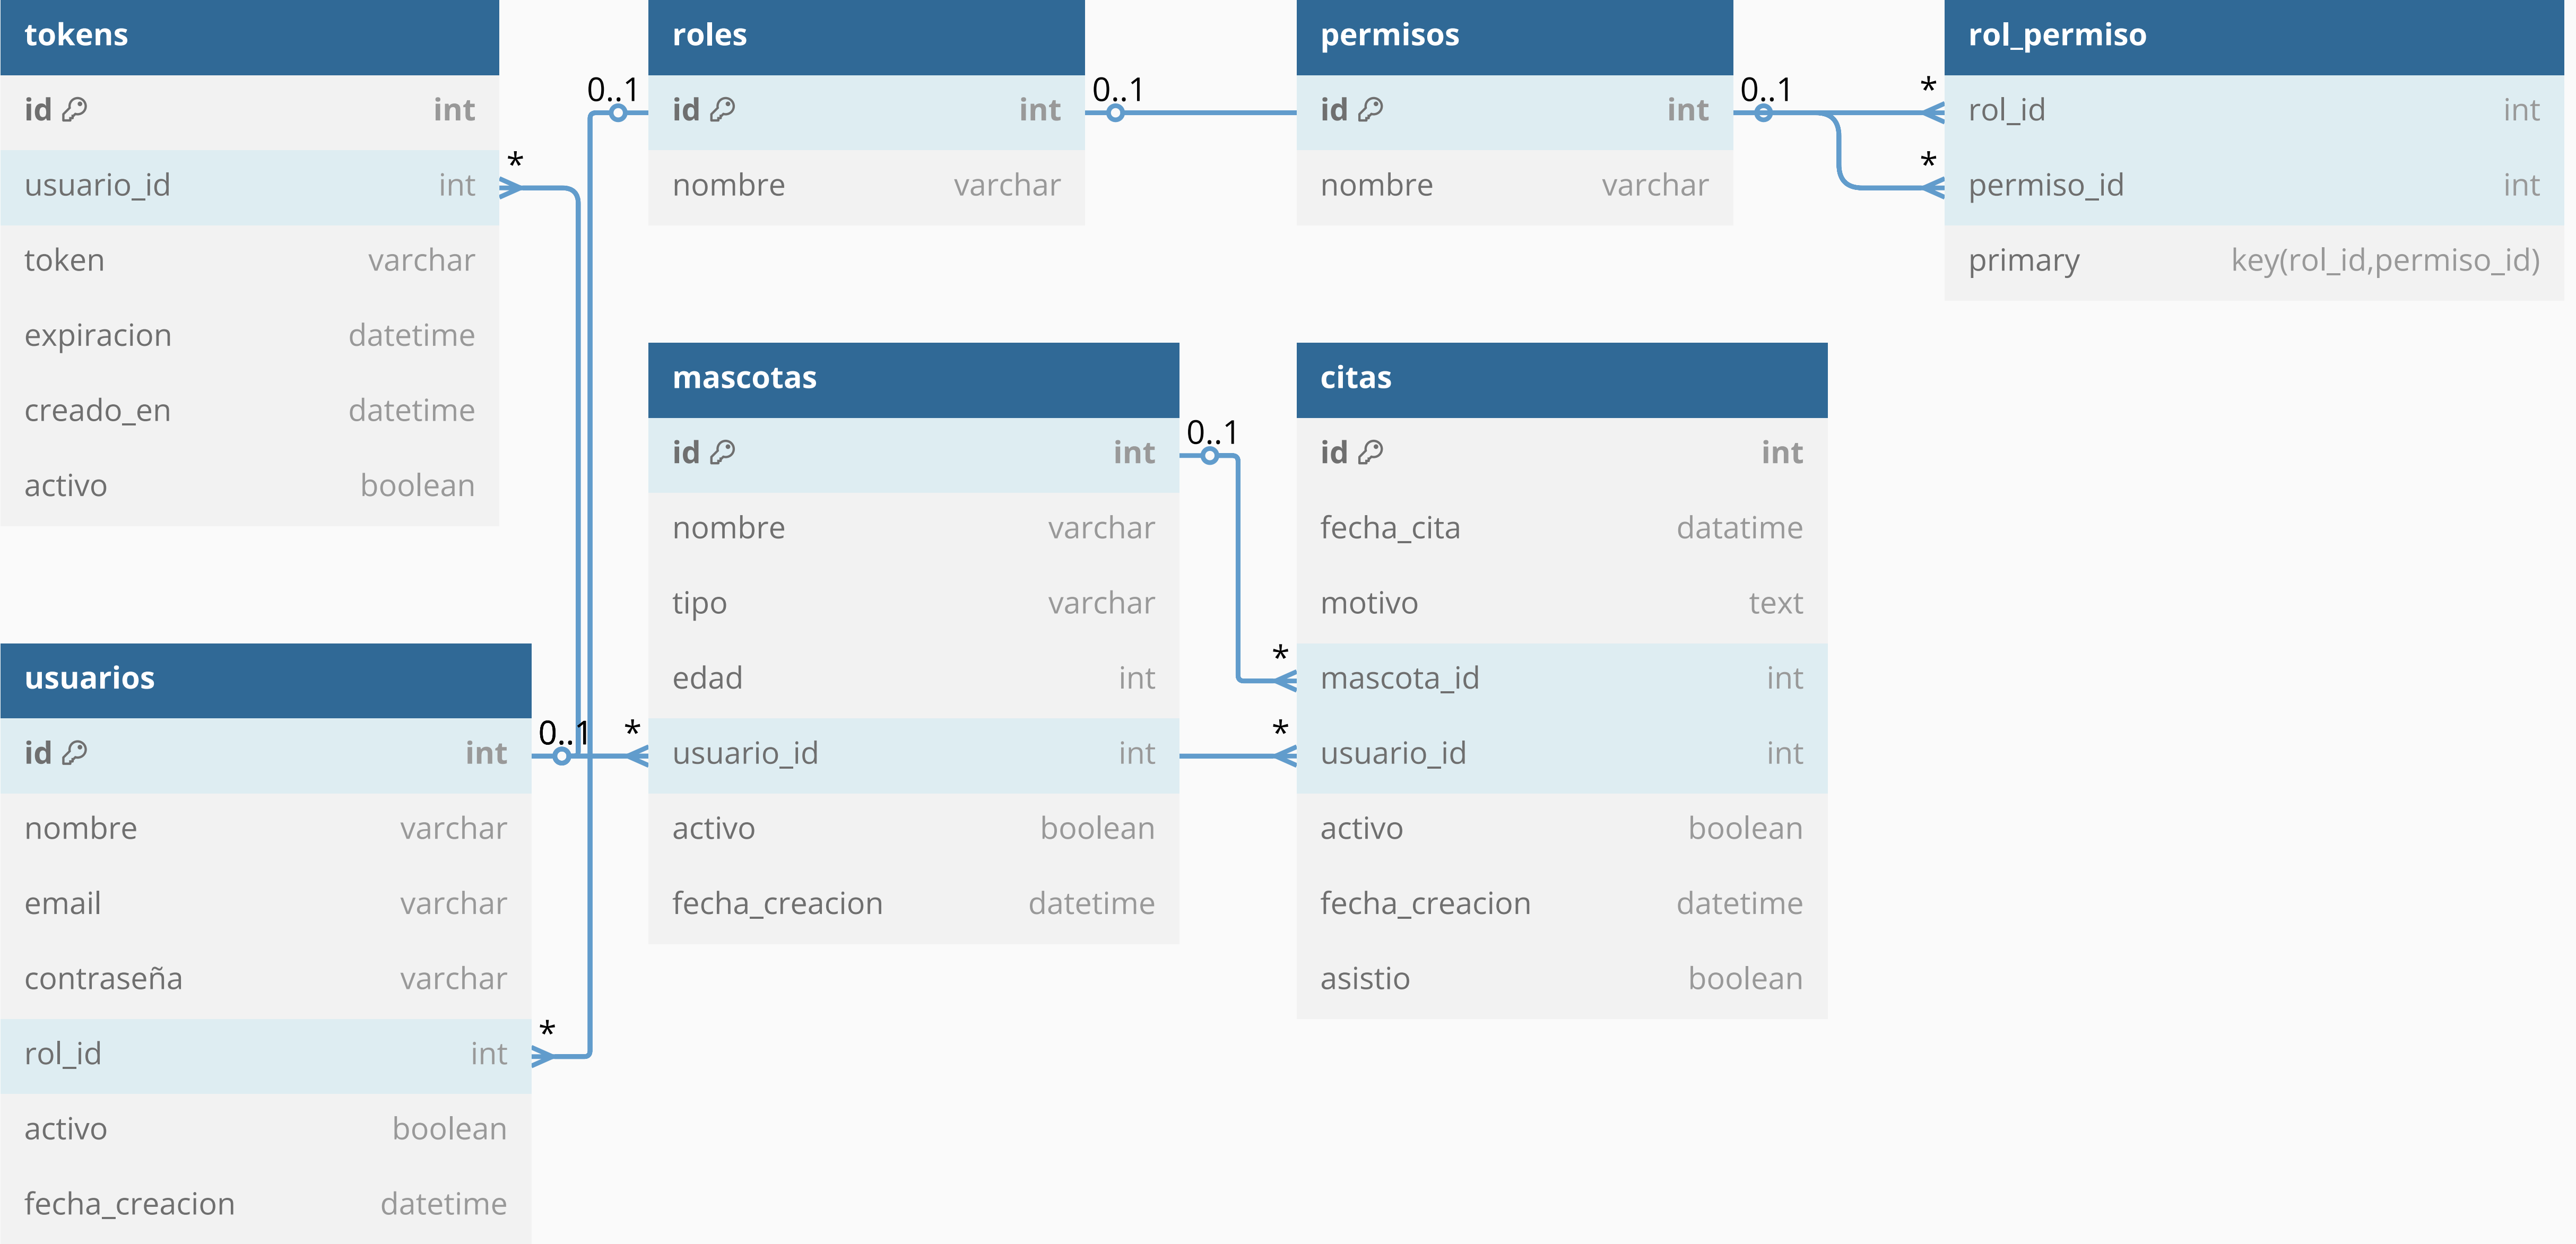 tokens
id int
usuario_id int
token varchar
expiracion datetime
creado_en datetime
activo boolean
*
roles
id int
nombre varchar
0..1
0..1
permisos
id int
nombre varchar
0..1
rol_permiso
* rol_id int
* permiso_id int
primary key(rol_id,permiso_id)
mascotas
id int
nombre varchar
tipo varchar
edad int
usuario_id int
activo boolean
fecha_creacion datetime
0..1
*
citas
id int
fecha_cita datatime
motivo text
* mascota_id int
* usuario_id int
activo boolean
fecha_creacion datetime
asistio boolean
usuarios
id int
0..1
nombre varchar
email varchar
contraseña varchar
rol_id int
*
activo boolean
fecha_creacion datetime